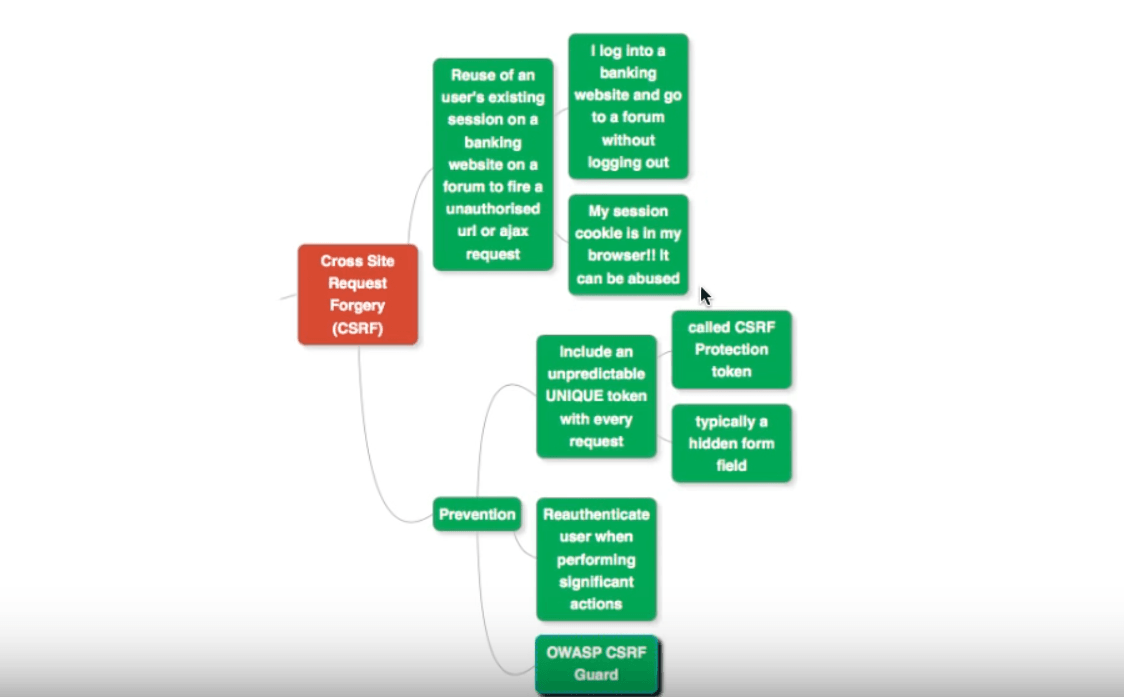 Cross Site
Request
Forgery
(CSRF)
Reuse of an
user's existing
session on a
banking
website on a
forum to fire a
unauthorised
url or ajax
request
I log into a
banking
website and go
to a forum
without
logging out
My session
cookie is in my
browser!! It
can be abused
Prevention
Include an
unpredictable
UNIQUE token
with every
request
called CSRF
Protection
token
typically a
hidden form
field
Reauthenticate
user when
performing
significant
actions
OWASP CSRF
Guard